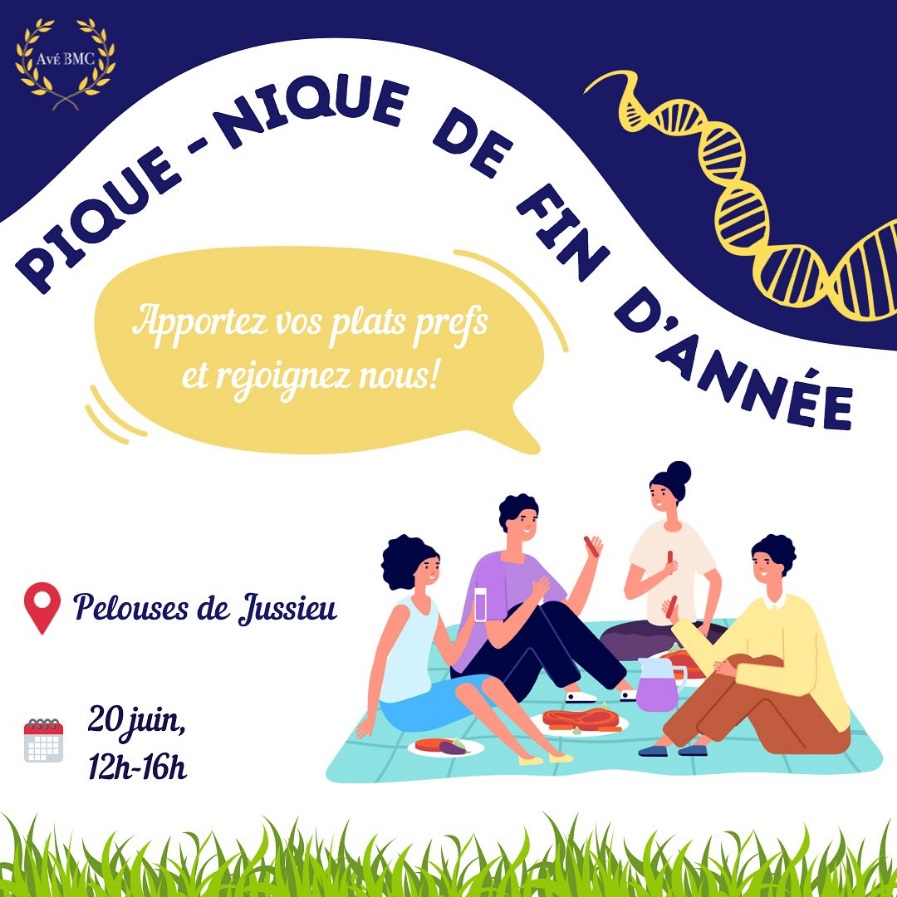 Avé BMC
PIQUE-NIQUE DE FIN D'ANNÉE
Apportez vos plats prefs
et rejoignez nous!
Pelouses de Jussieu
20 juin,
12h-16h